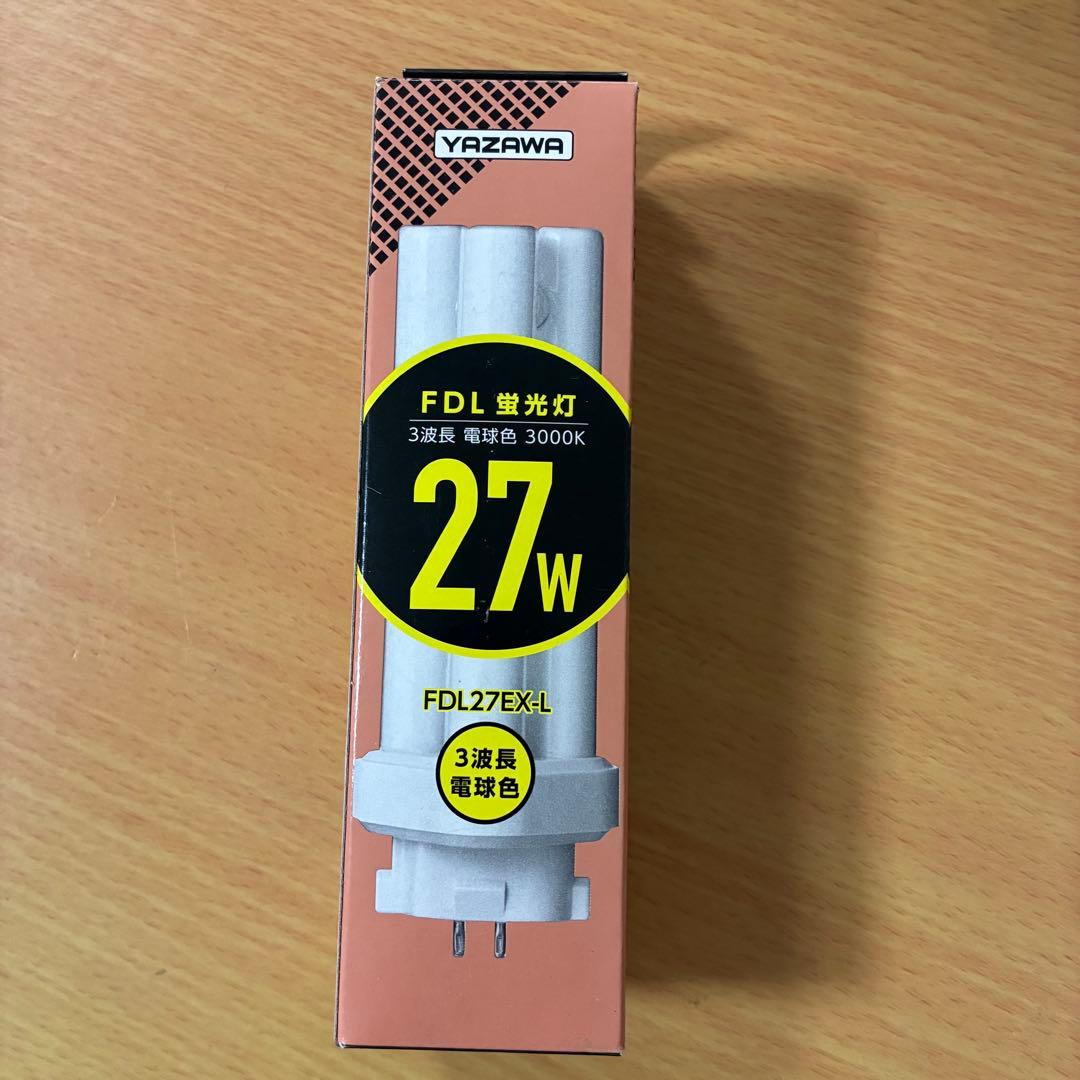 YAZAWA
FDL 蛍光灯
3波長 電球色 3000K
27W
FDL27EX-L
3波長
電球色